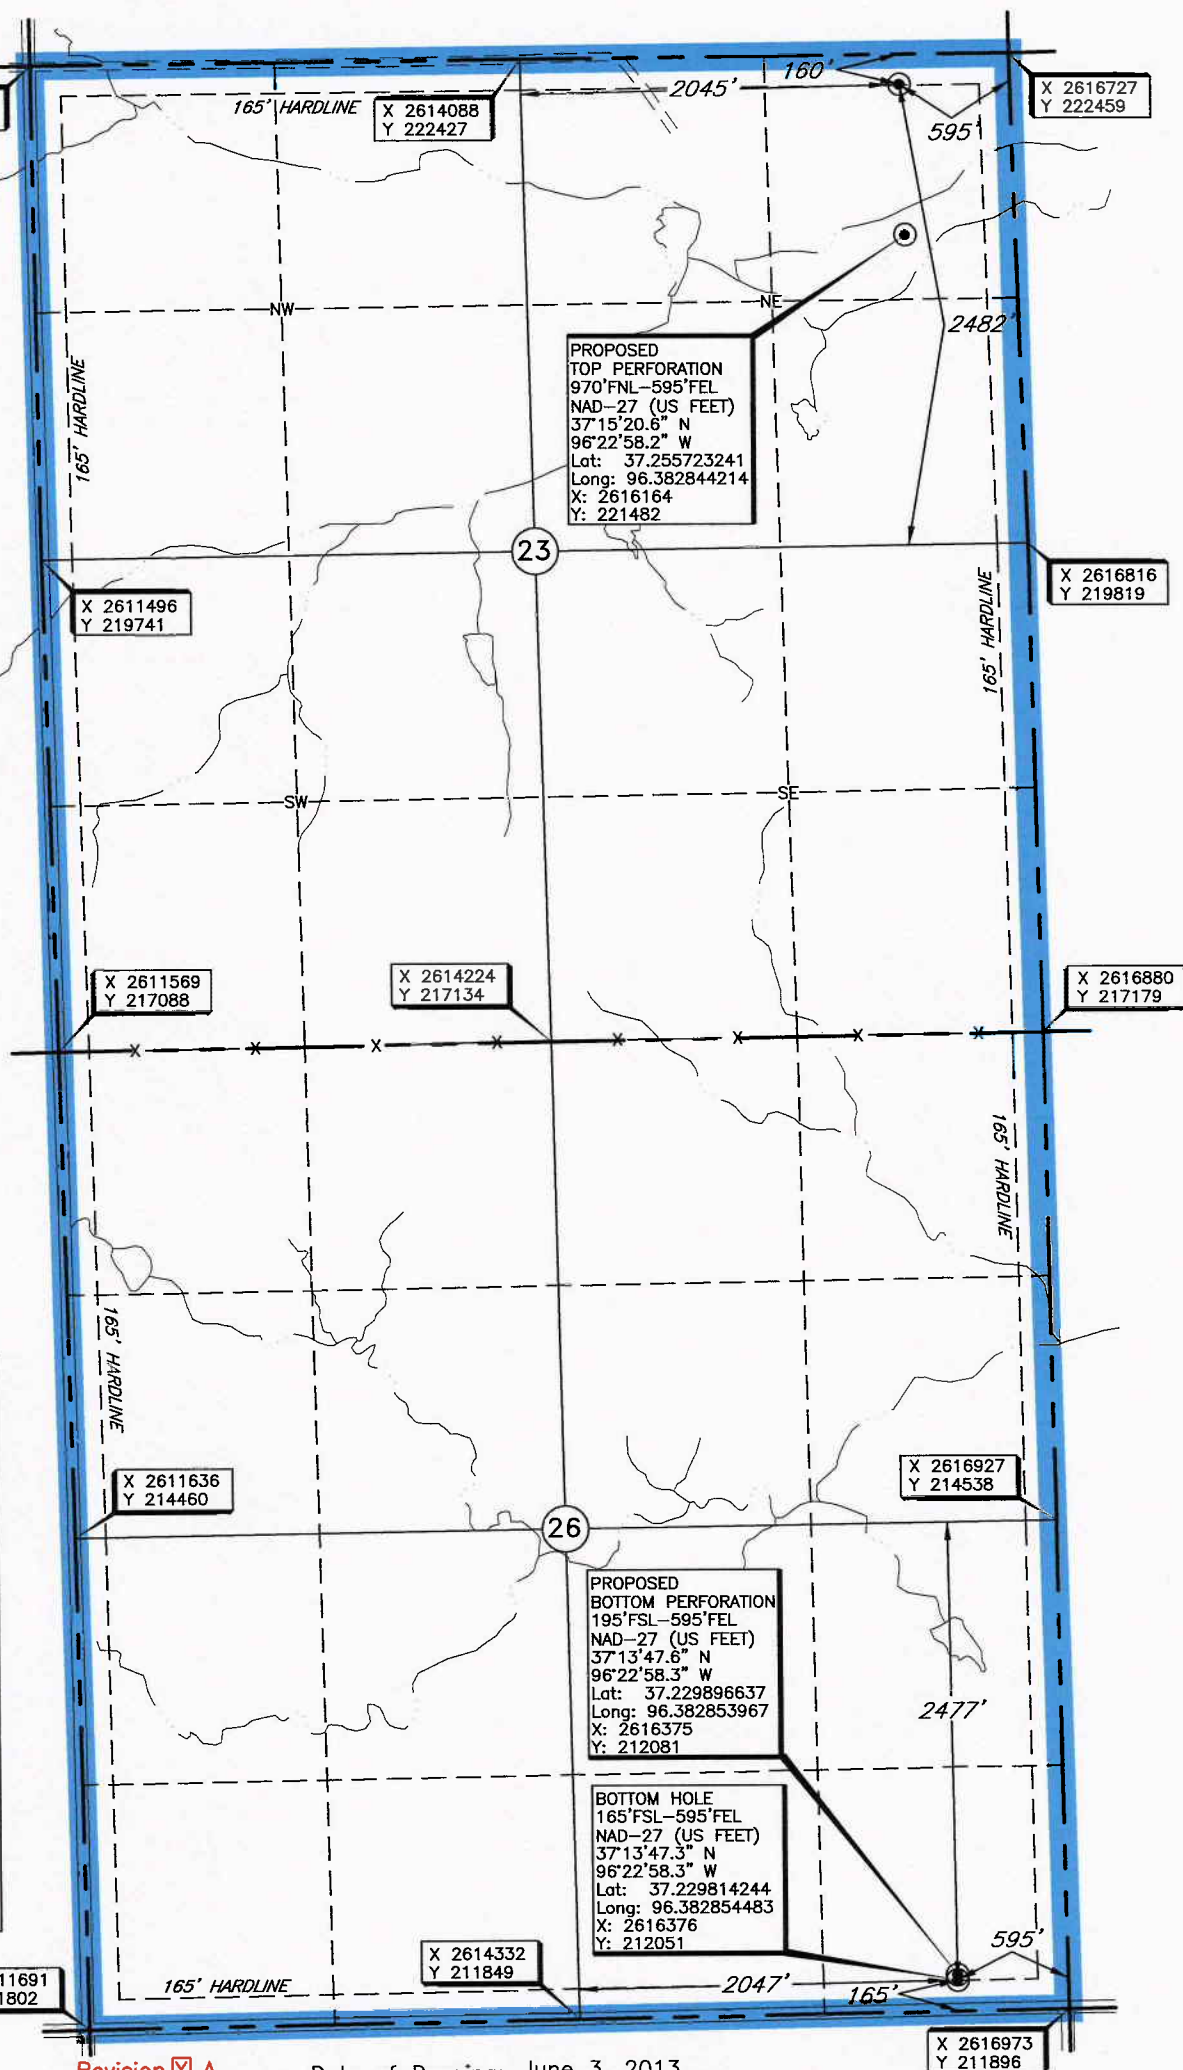 160'
2045'
165' HARDLINE
X 2614088
Y 222427
X 2616727
Y 222459
595'
NW
NE
2482'
165' HARDLINE
PROPOSED
TOP PERFORATION
970'FNL-595'FEL
NAD-27 (US FEET)
37°15'20.6" N
96°22'58.2" W
Lat: 37.255723241
Long: 96.382844214
X: 2616164
Y: 221482
23
X 2611496
Y 219741
X 2616816
Y 219819
165' HARDLINE
SW
SE
X 2611569
Y 217088
X 2614224
Y 217134
X 2616880
Y 217179
X X X X X X X X
165' HARDLINE
165' HARDLINE
X 2611636
Y 214460
X 2616927
Y 214538
26
PROPOSED
BOTTOM PERFORATION
195'FSL-595'FEL
NAD-27 (US FEET)
37°13'47.6" N
96°22'58.3" W
Lat: 37.229896637
Long: 96.382853967
X: 2616375
Y: 212081
2477'
BOTTOM HOLE
165'FSL-595'FEL
NAD-27 (US FEET)
37°13'47.3" N
96°22'58.3" W
Lat: 37.229814244
Long: 96.382854483
X: 2616376
Y: 212051
595'
X 2614332
Y 211849
11691
1802
165' HARDLINE
2047'
165'
X 2616973
Y 211896
Revision Y A
June 3, 2013